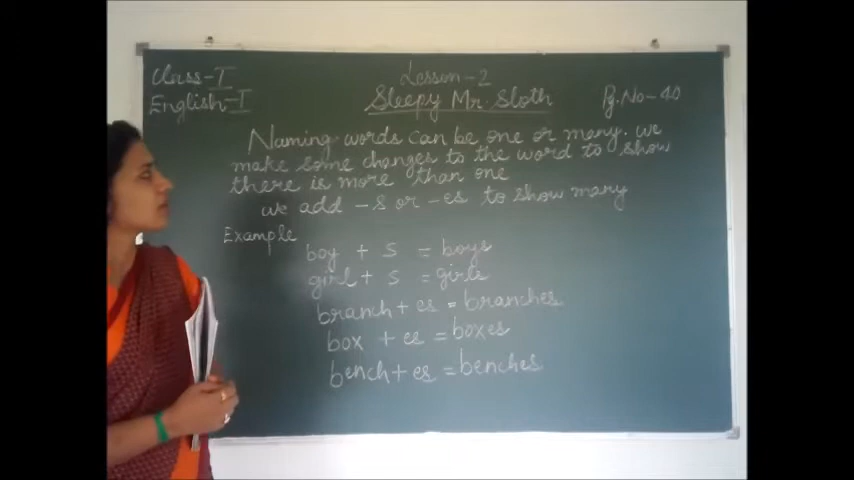 Class-I
English-I
Lesson-2
Sleepy Mr. Sloth
Pg.No-40
Naming words can be one or many. we
make some changes to the word to show
there is more than one
we add -s or -es to show many
Example
boy + s = boys
girl + s = girls
branch + es = branches
box + es = boxes
bench + es = benches